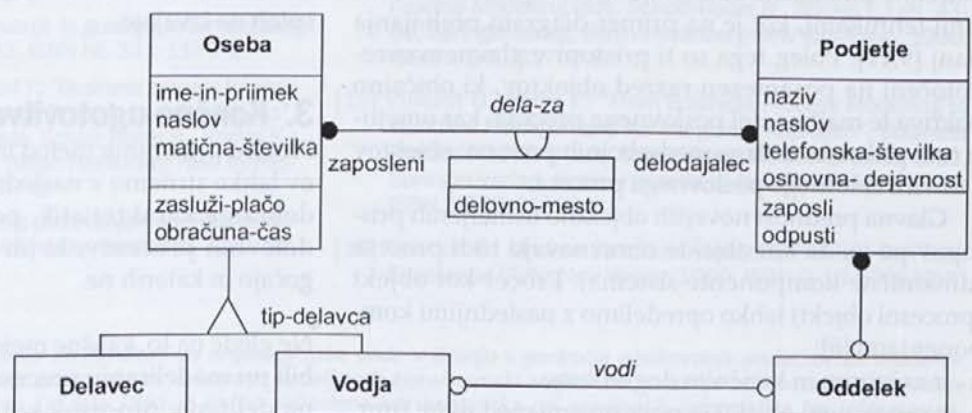 Oseba
ime-in-priimek
naslov
matična-številka
zasluži-plačo
obračuna-čas
dela-za
zaposleni
delodajalec
delovno-mesto
Podjetje
naziv
naslov
telefonska-številka
osnovna- dejavnost
zaposli
odpusti
tip-delavca
Delavec
Vodja
vodi
Oddelek